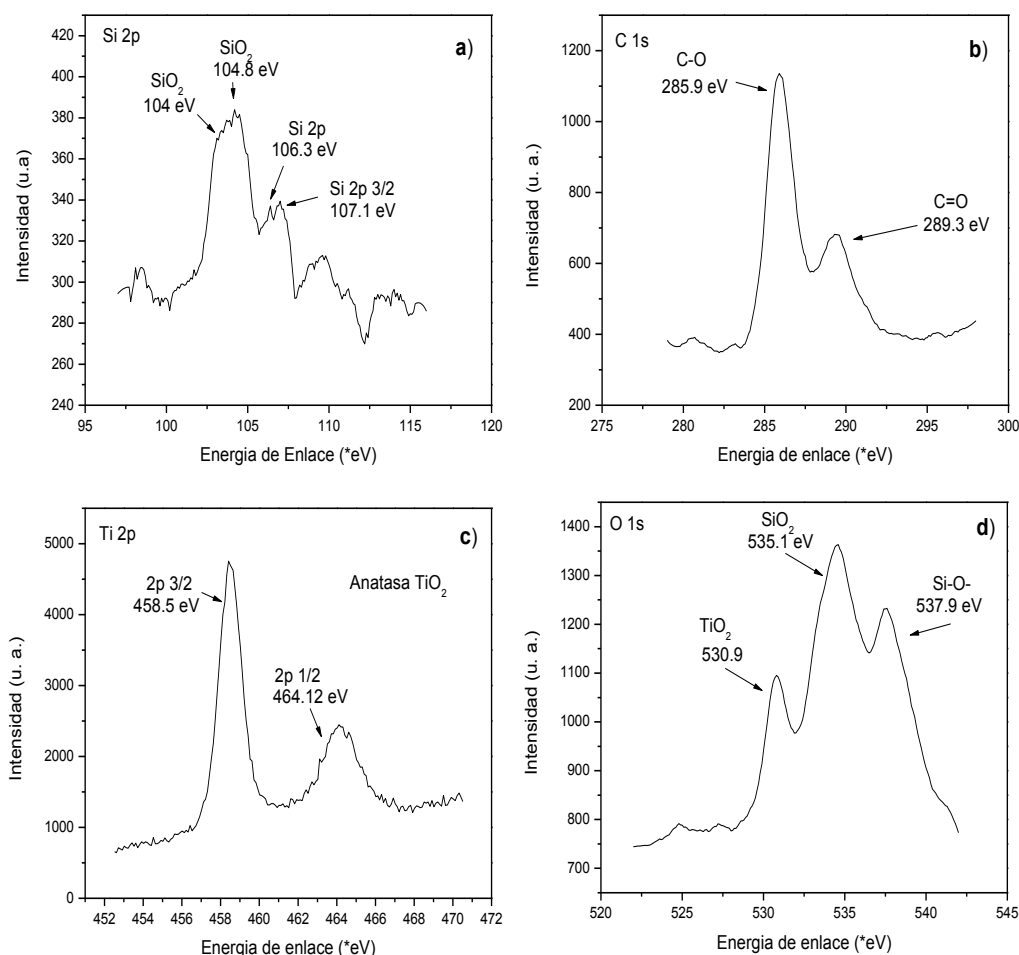 Si 2p
a)
SiO2
104.8 eV
SiO2
104 eV
Si 2p
106.3 eV
Si 2p 3/2
107.1 eV
Intensidad (u.a)
420
400
380
360
340
320
300
280
260
240
95
100
105
110
115
120
Energia de Enlace (*eV)
C 1s
b)
C-O
285.9 eV
C=O
289.3 eV
Intensidad (u. a.)
1200
1000
800
600
400
200
275
280
285
290
295
300
Energia de enlace (*eV)
Ti 2p
c)
2p 3/2
458.5 eV
Anatasa TiO2
2p 1/2
464.12 eV
Intensidad (u. a.)
5000
4000
3000
2000
1000
0
452
454
456
458
460
462
464
466
468
470
472
Energia de enlace (*eV)
O 1s
d)
SiO2
535.1 eV
Si-O-
537.9 eV
TiO2
530.9
Intensidad (u. a.)
1400
1300
1200
1100
1000
900
800
700
520
525
530
535
540
545
Energia de enlace (*eV)